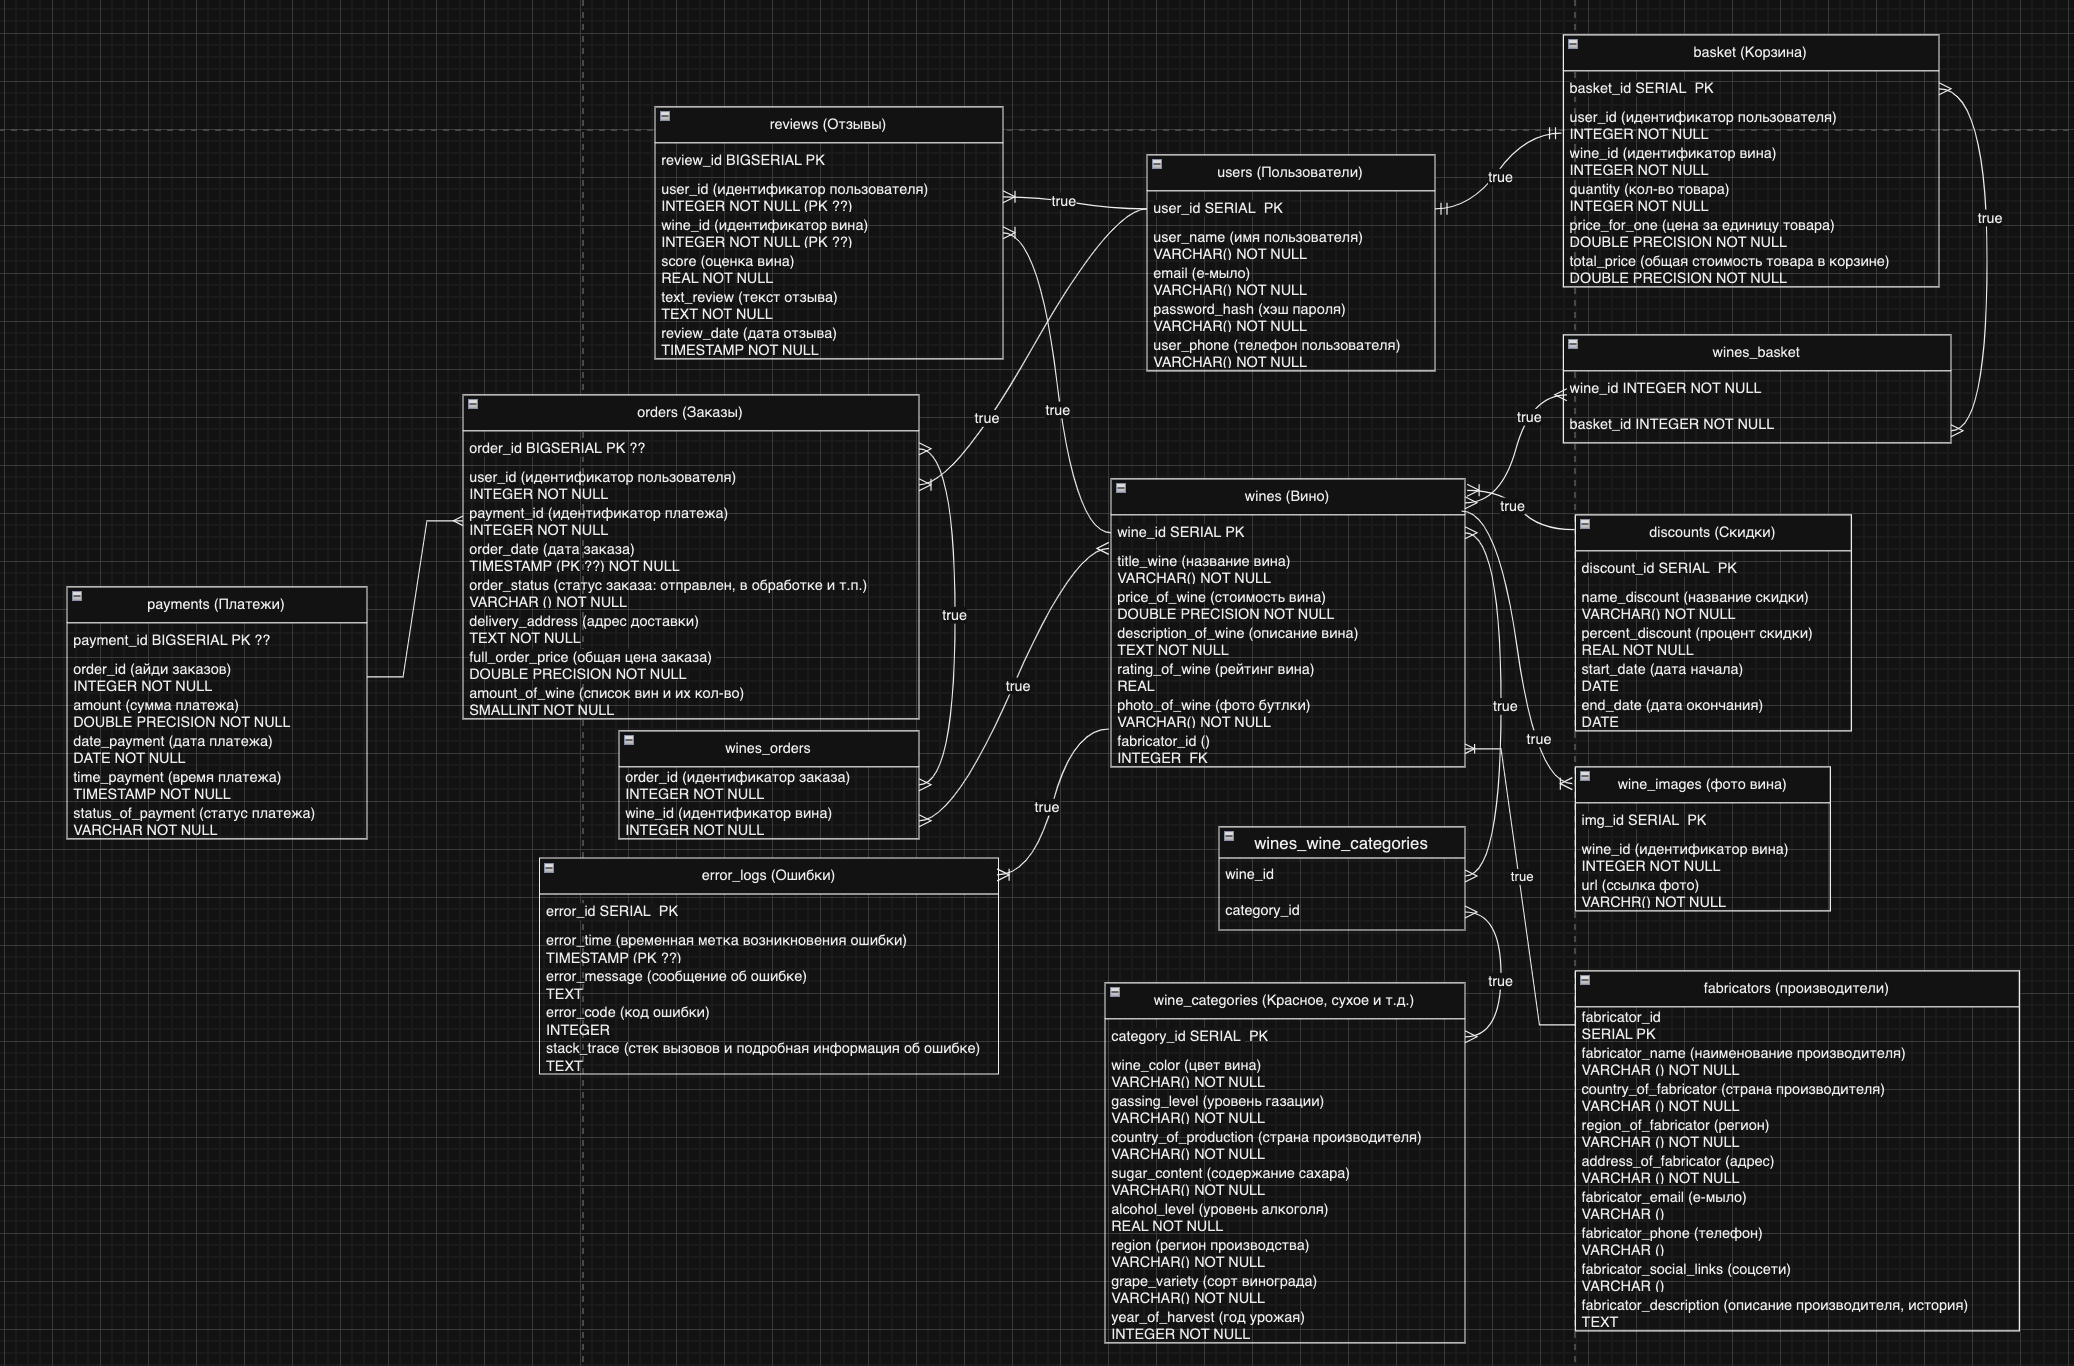 basket (Корзина)
basket_id SERIAL  PK
user_id (идентификатор пользователя)
INTEGER NOT NULL
wine_id (идентификатор вина)
INTEGER NOT NULL
quantity (кол-во товара)
INTEGER NOT NULL
price_for_one (цена за единицу товара)
DOUBLE PRECISION NOT NULL
total_price (общая стоимость товара в корзине)
DOUBLE PRECISION NOT NULL
reviews (Отзывы)
review_id BIGSERIAL PK
user_id (идентификатор пользователя)
INTEGER NOT NULL (PK ??)
wine_id (идентификатор вина)
INTEGER NOT NULL (PK ??)
score (оценка вина)
REAL NOT NULL
text_review (текст отзыва)
TEXT NOT NULL
review_date (дата отзыва)
TIMESTAMP NOT NULL
users (Пользователи)
user_id SERIAL  PK
user_name (имя пользователя)
VARCHAR() NOT NULL
email (е-мыло)
VARCHAR() NOT NULL
password_hash (хэш пароля)
VARCHAR() NOT NULL
user_phone (телефон пользователя)
VARCHAR() NOT NULL
true
true
true
true
true
wines_basket
wine_id INTEGER NOT NULL
basket_id INTEGER NOT NULL
true
orders (Заказы)
order_id BIGSERIAL PK ??
user_id (идентификатор пользователя)
INTEGER NOT NULL
payment_id (идентификатор платежа)
INTEGER NOT NULL
order_date (дата заказа)
TIMESTAMP (PK ??) NOT NULL
order_status (статус заказа: отправлен, в обработке и т.п.)
VARCHAR () NOT NULL
delivery_address (адрес доставки)
TEXT NOT NULL
full_order_price (общая цена заказа)
DOUBLE PRECISION NOT NULL
amount_of_wine (список вин и их кол-во)
SMALLINT NOT NULL
wines (Вино)
wine_id SERIAL PK
title_wine (название вина)
VARCHAR() NOT NULL
price_of_wine (стоимость вина)
DOUBLE PRECISION NOT NULL
description_of_wine (описание вина)
TEXT NOT NULL
rating_of_wine (рейтинг вина)
REAL
photo_of_wine (фото бутлки)
VARCHAR() NOT NULL
fabricator_id ()
INTEGER  FK
true
discounts (Скидки)
discount_id SERIAL  PK
name_discount (название скидки)
VARCHAR() NOT NULL
percent_discount (процент скидки)
REAL NOT NULL
start_date (дата начала)
DATE
end_date (дата окончания)
DATE
payments (Платежи)
payment_id BIGSERIAL PK ??
order_id (айди заказов)
INTEGER NOT NULL
amount (сумма платежа)
DOUBLE PRECISION NOT NULL
date_payment (дата платежа)
DATE NOT NULL
time_payment (время платежа)
TIMESTAMP NOT NULL
status_of_payment (статус платежа)
VARCHAR NOT NULL
true
true
true
true
true
true
true
wines_orders
order_id (идентификатор заказа)
INTEGER NOT NULL
wine_id (идентификатор вина)
INTEGER NOT NULL
wine_images (фото вина)
img_id SERIAL  PK
wine_id (идентификатор вина)
INTEGER NOT NULL
url (ссылка фото)
VARCHR() NOT NULL
wines_wine_categories
wine_id
category_id
error_logs (Ошибки)
error_id SERIAL  PK
error_time (временная метка возникновения ошибки)
TIMESTAMP (PK ??)
error_message (сообщение об ошибке)
TEXT
error_code (код ошибки)
INTEGER
stack_trace (стек вызовов и подробная информация об ошибке)
TEXT
wine_categories (Красное, сухое и т.д.)
category_id SERIAL  PK
wine_color (цвет вина)
VARCHAR() NOT NULL
gassing_level (уровень газации)
VARCHAR() NOT NULL
country_of_production (страна производителя)
VARCHAR() NOT NULL
sugar_content (содержание сахара)
VARCHAR() NOT NULL
alcohol_level (уровень алкоголя)
REAL NOT NULL
region (регион производства)
VARCHAR() NOT NULL
grape_variety (сорт винограда)
VARCHAR() NOT NULL
year_of_harvest (год урожая)
INTEGER NOT NULL
fabricators (производители)
fabricator_id
SERIAL PK
fabricator_name (наименование производителя)
VARCHAR () NOT NULL
country_of_fabricator (страна производителя)
VARCHAR () NOT NULL
region_of_fabricator (регион)
VARCHAR () NOT NULL
address_of_fabricator (адрес)
VARCHAR () NOT NULL
fabricator_email (е-мыло)
VARCHAR ()
fabricator_phone (телефон)
VARCHAR ()
fabricator_social_links (соцсети)
VARCHAR ()
fabricator_description (описание производителя, история)
TEXT